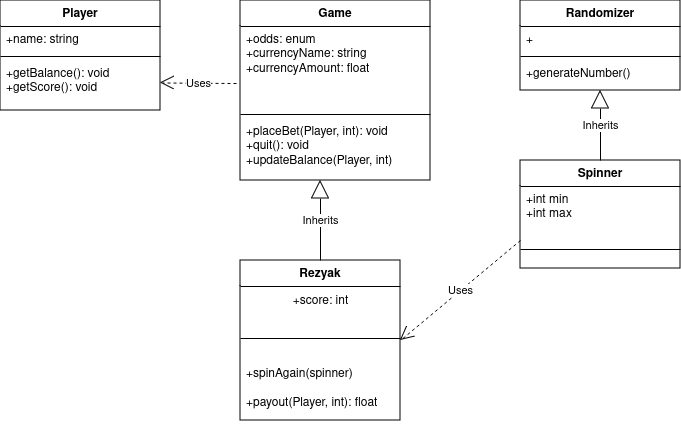 Player
+name: string
+getBalance(): void
+getScore(): void
Uses
Game
+odds: enum
+currencyName: string
+currencyAmount: float
+placeBet(Player, int): void
+quit(): void
+updateBalance(Player, int)
Randomizer
+
+generateNumber()
Inherits
Spinner
+int min
+int max
Inherits
Rezyak
+score: int
+spinAgain(spinner)
+payout(Player, int): float
Uses